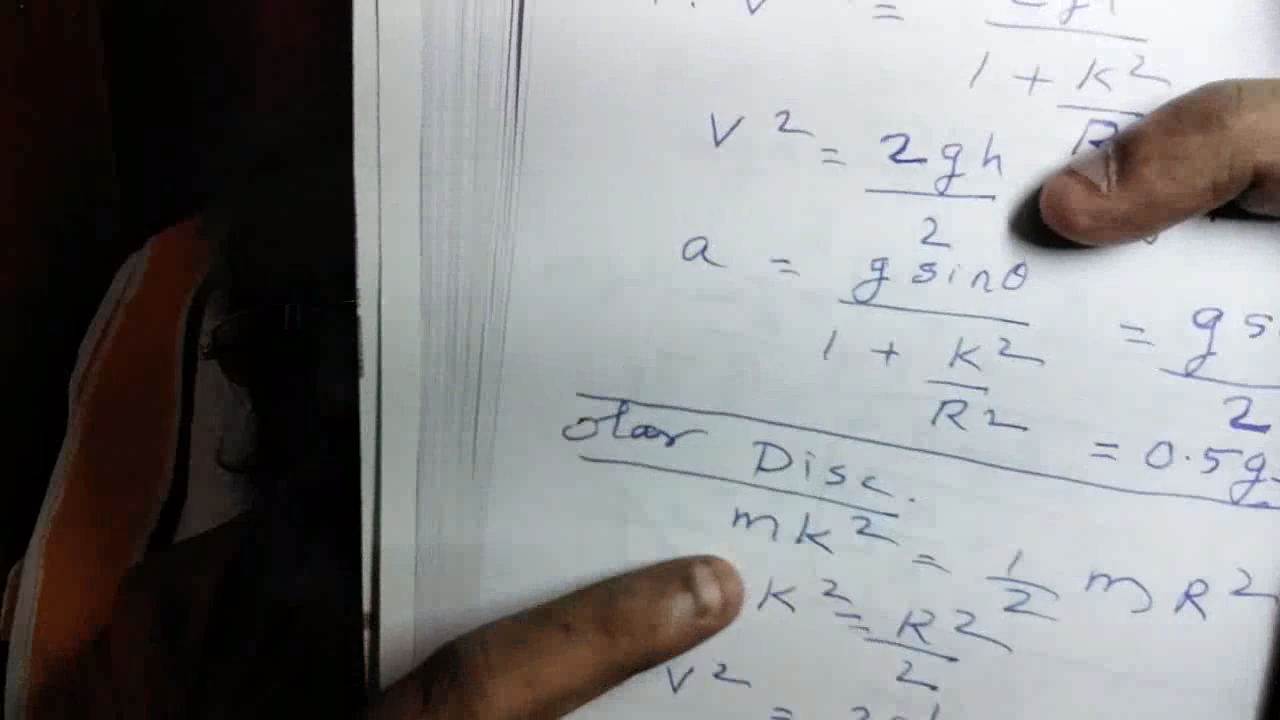 1 + K²
V² = 2gh
2
a = g sinθ
1 + K²
R²
= g s
2
= 0.5g
Disc.
mK² = 1/2 mR²
K² = R²
2
V²
=